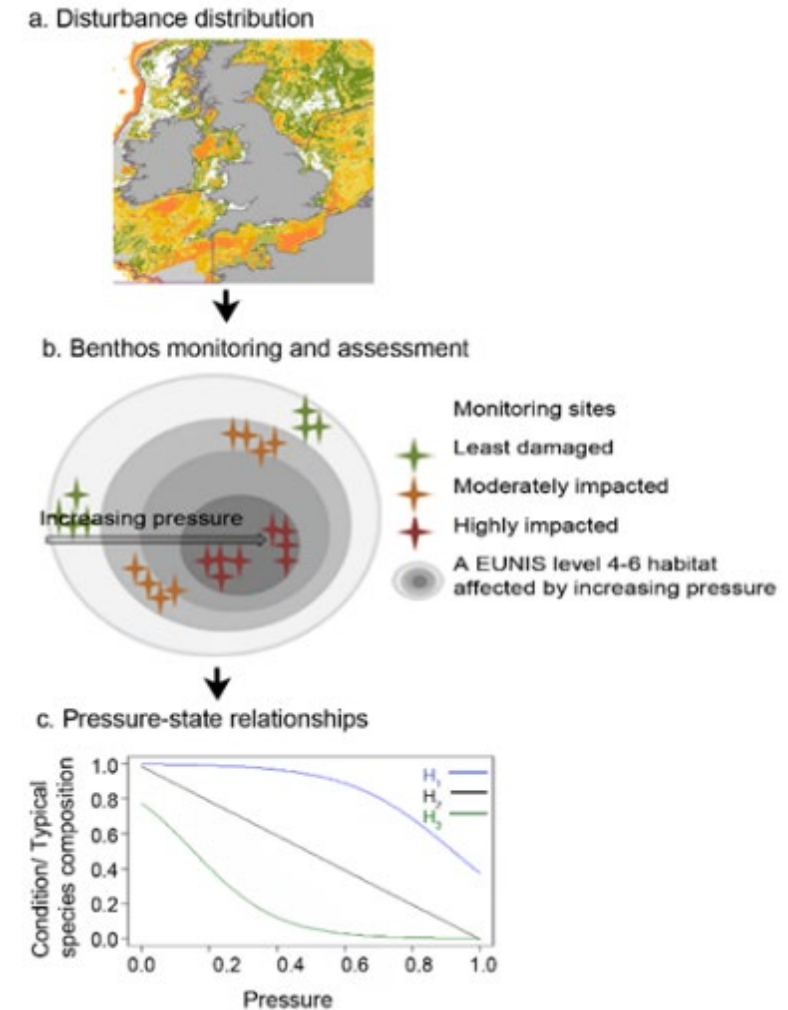 a. Disturbance distribution
b. Benthos monitoring and assessment
Monitoring sites
Least damaged
Moderately impacted
Highly impacted
A EUNIS level 4-6 habitat
affected by increasing pressure
Increasing pressure
c. Pressure-state relationships
Condition/ Typical
species composition
1.0
0.8
0.6
0.4
0.2
0.0
H₁
H₂
H₃
0.0 0.2 0.4 0.6 0.8 1.0
Pressure